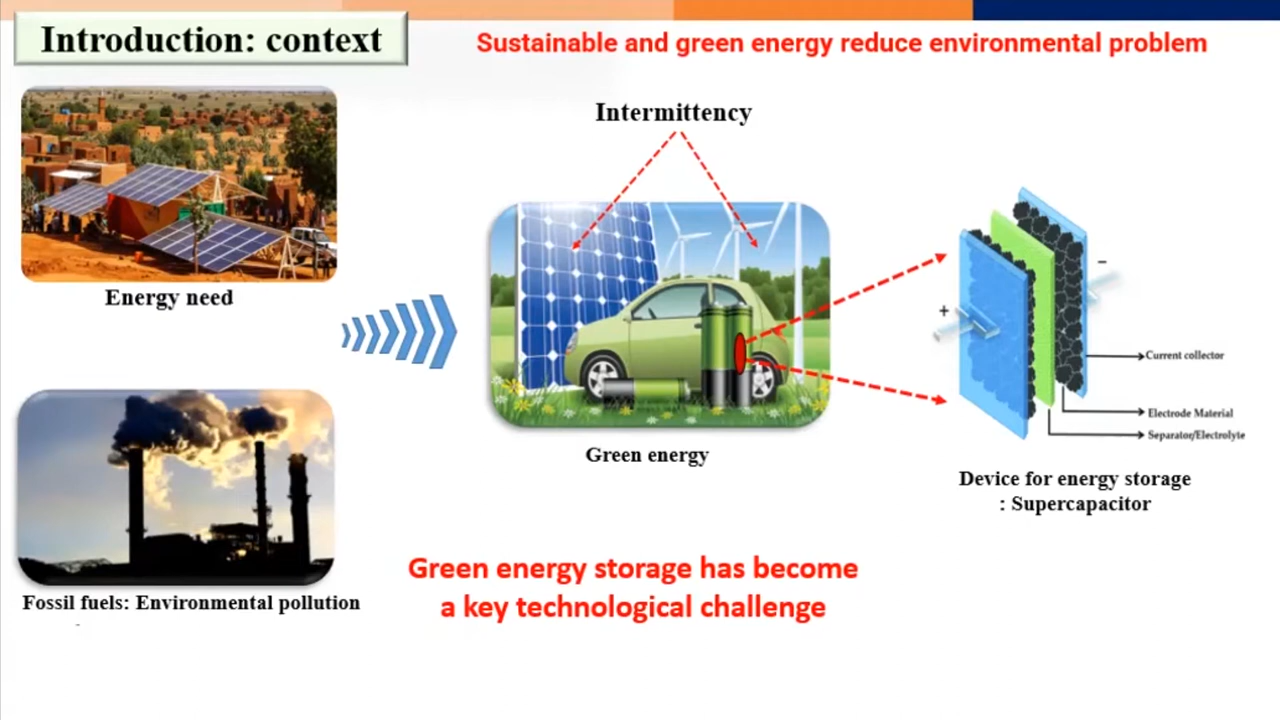 Introduction: context
Sustainable and green energy reduce environmental problem
Intermittency
Energy need
+
−
Current collector
Electrode Material
Separator/Electrolyte
Green energy
Device for energy storage
: Supercapacitor
Green energy storage has become
a key technological challenge
Fossil fuels: Environmental pollution